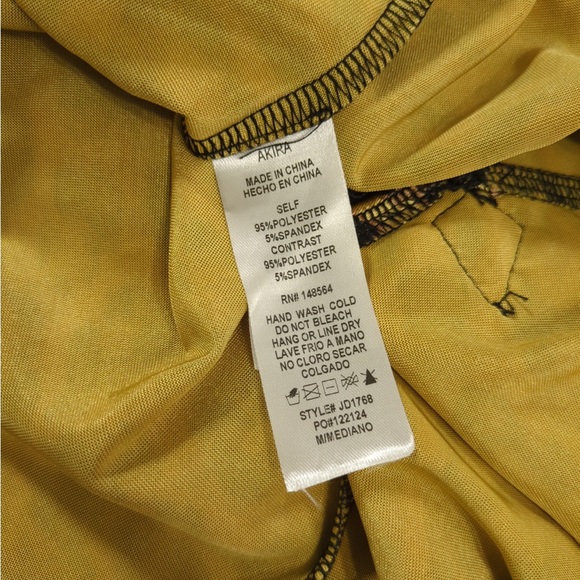 AKIRA
MADE IN CHINA
HECHO EN CHINA
SELF
95%POLYESTER
5%SPANDEX
CONTRAST
95%POLYESTER
5%SPANDEX
RN# 148564
HAND WASH COLD
DO NOT BLEACH
HANG OR LINE DRY
LAVE FRIO A MANO
NO CLORO SECAR
COLGADO
STYLE# JD1768
PO#122124
M/MEDIANO